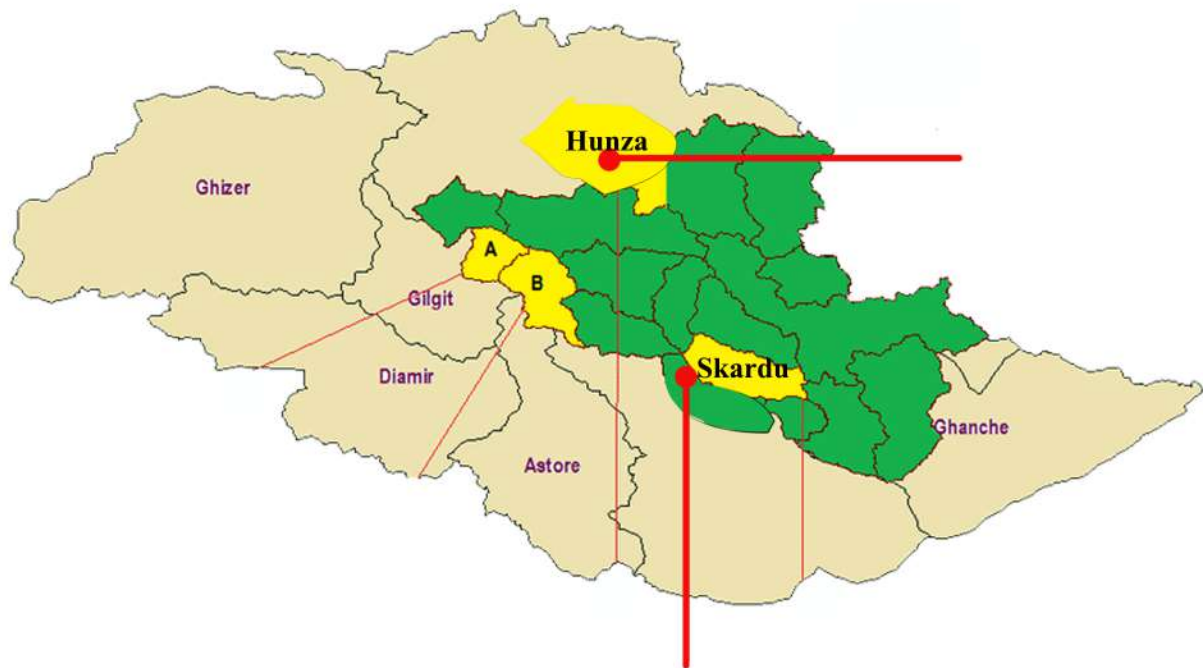 Hunza
Ghizer
A
B
Gilgit
Skardu
Diamir
Ghanche
Astore